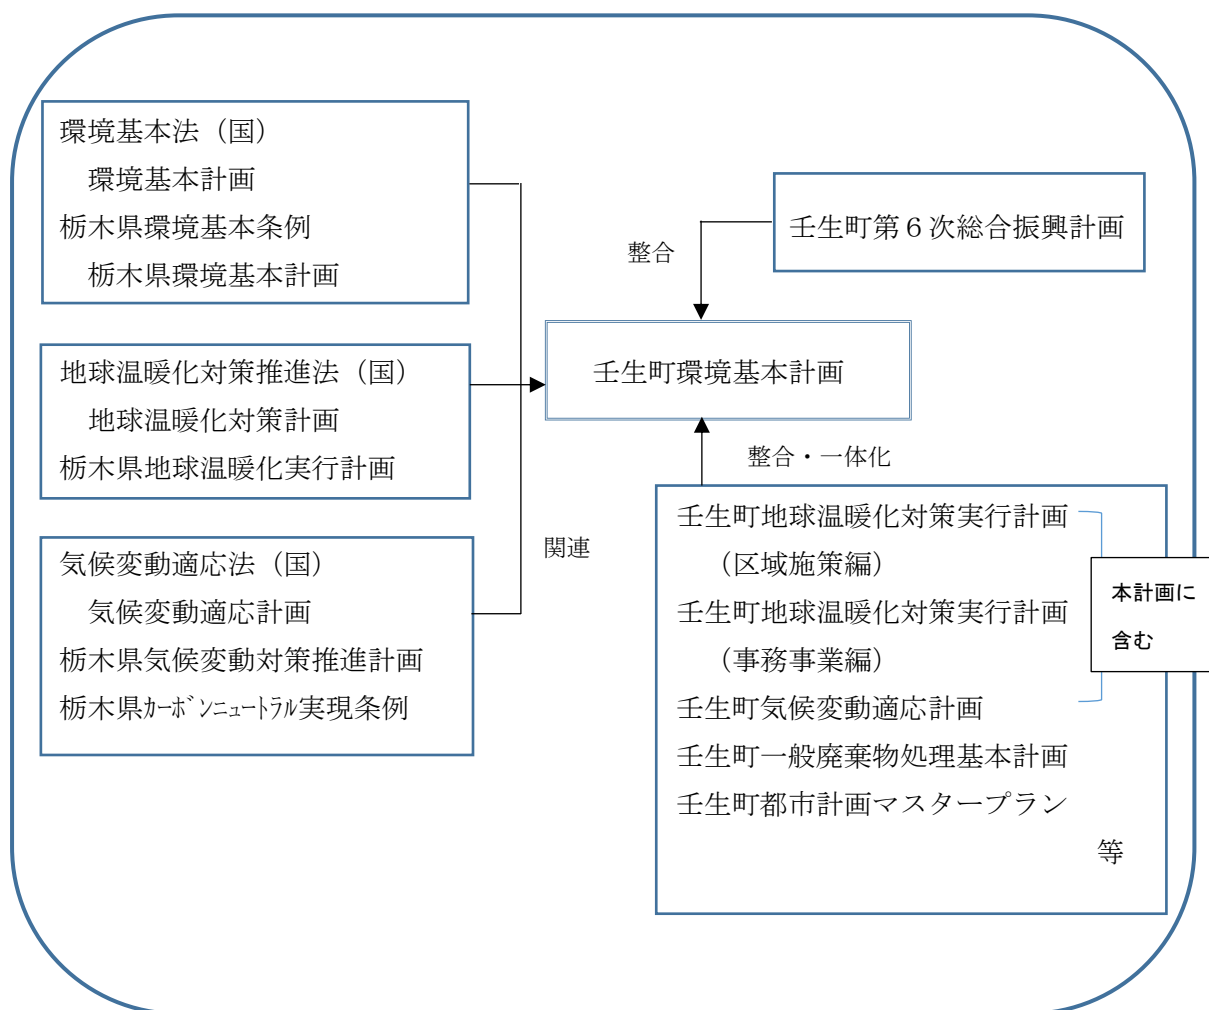 環境基本法（国）
環境基本計画
栃木県環境基本条例
栃木県環境基本計画
地球温暖化対策推進法（国）
地球温暖化対策計画
栃木県地球温暖化実行計画
気候変動適応法（国）
気候変動適応計画
栃木県気候変動対策推進計画
栃木県ｶｰﾎﾞﾝﾆｭｰﾄﾗﾙ実現条例
関連
壬生町第６次総合振興計画
整合
壬生町環境基本計画
整合・一体化
壬生町地球温暖化対策実行計画
（区域施策編）
壬生町地球温暖化対策実行計画
（事務事業編）
壬生町気候変動適応計画
壬生町一般廃棄物処理基本計画
壬生町都市計画マスタープラン
等
本計画に
含む